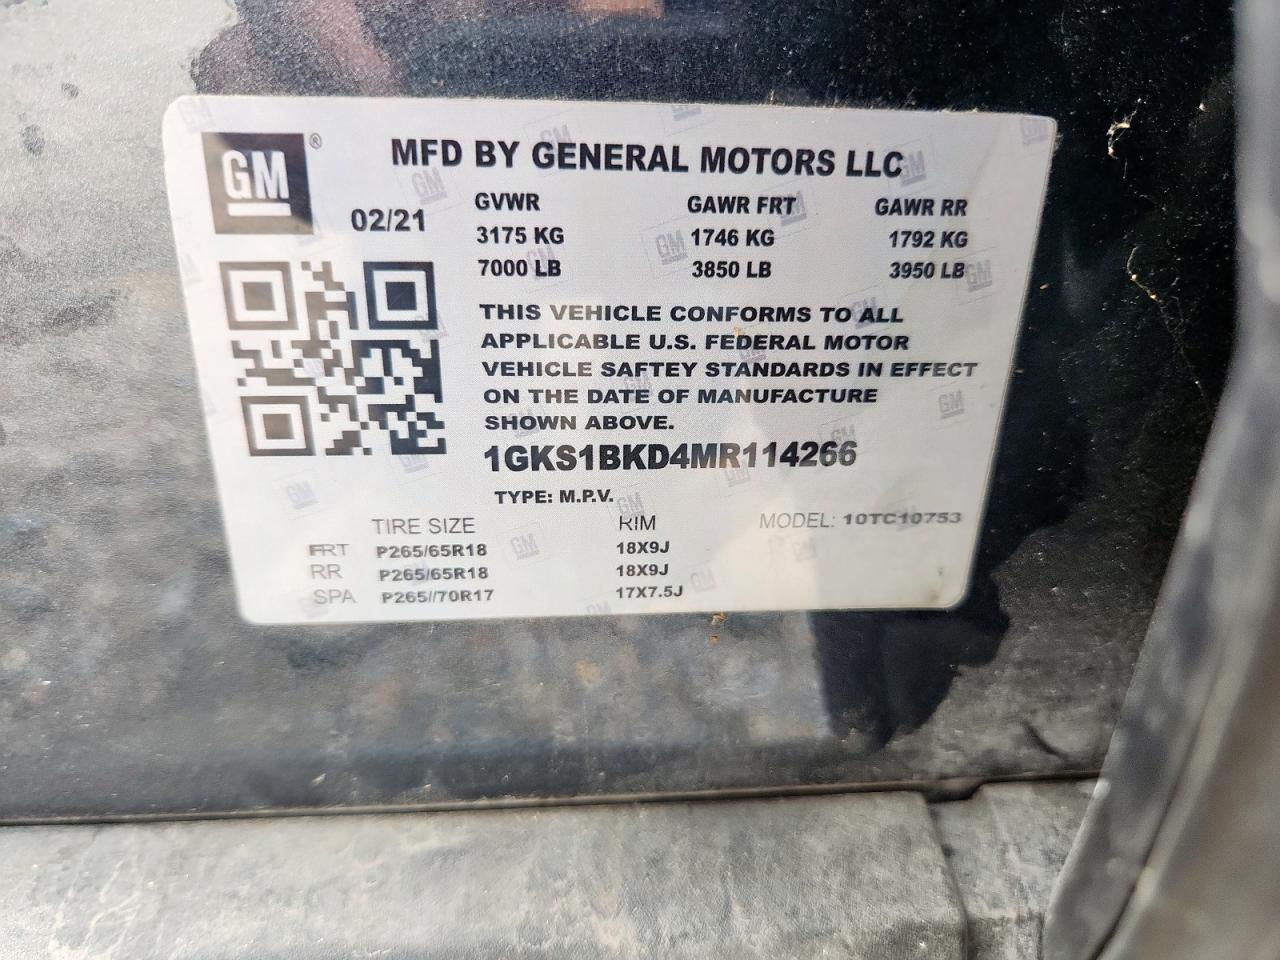 GM ®
MFD BY GENERAL MOTORS LLC
02/21
GVWR GAWR FRT GAWR RR
3175 KG 1746 KG 1792 KG
7000 LB 3850 LB 3950 LB
THIS VEHICLE CONFORMS TO ALL
APPLICABLE U.S. FEDERAL MOTOR
VEHICLE SAFTEY STANDARDS IN EFFECT
ON THE DATE OF MANUFACTURE
SHOWN ABOVE.
1GKS1BKD4MR114266
TYPE: M.P.V.
TIRE SIZE RIM MODEL: 10TC10753
FRT P265/65R18 18X9J
RR P265/65R18 18X9J
SPA P265//70R17 17X7.5J